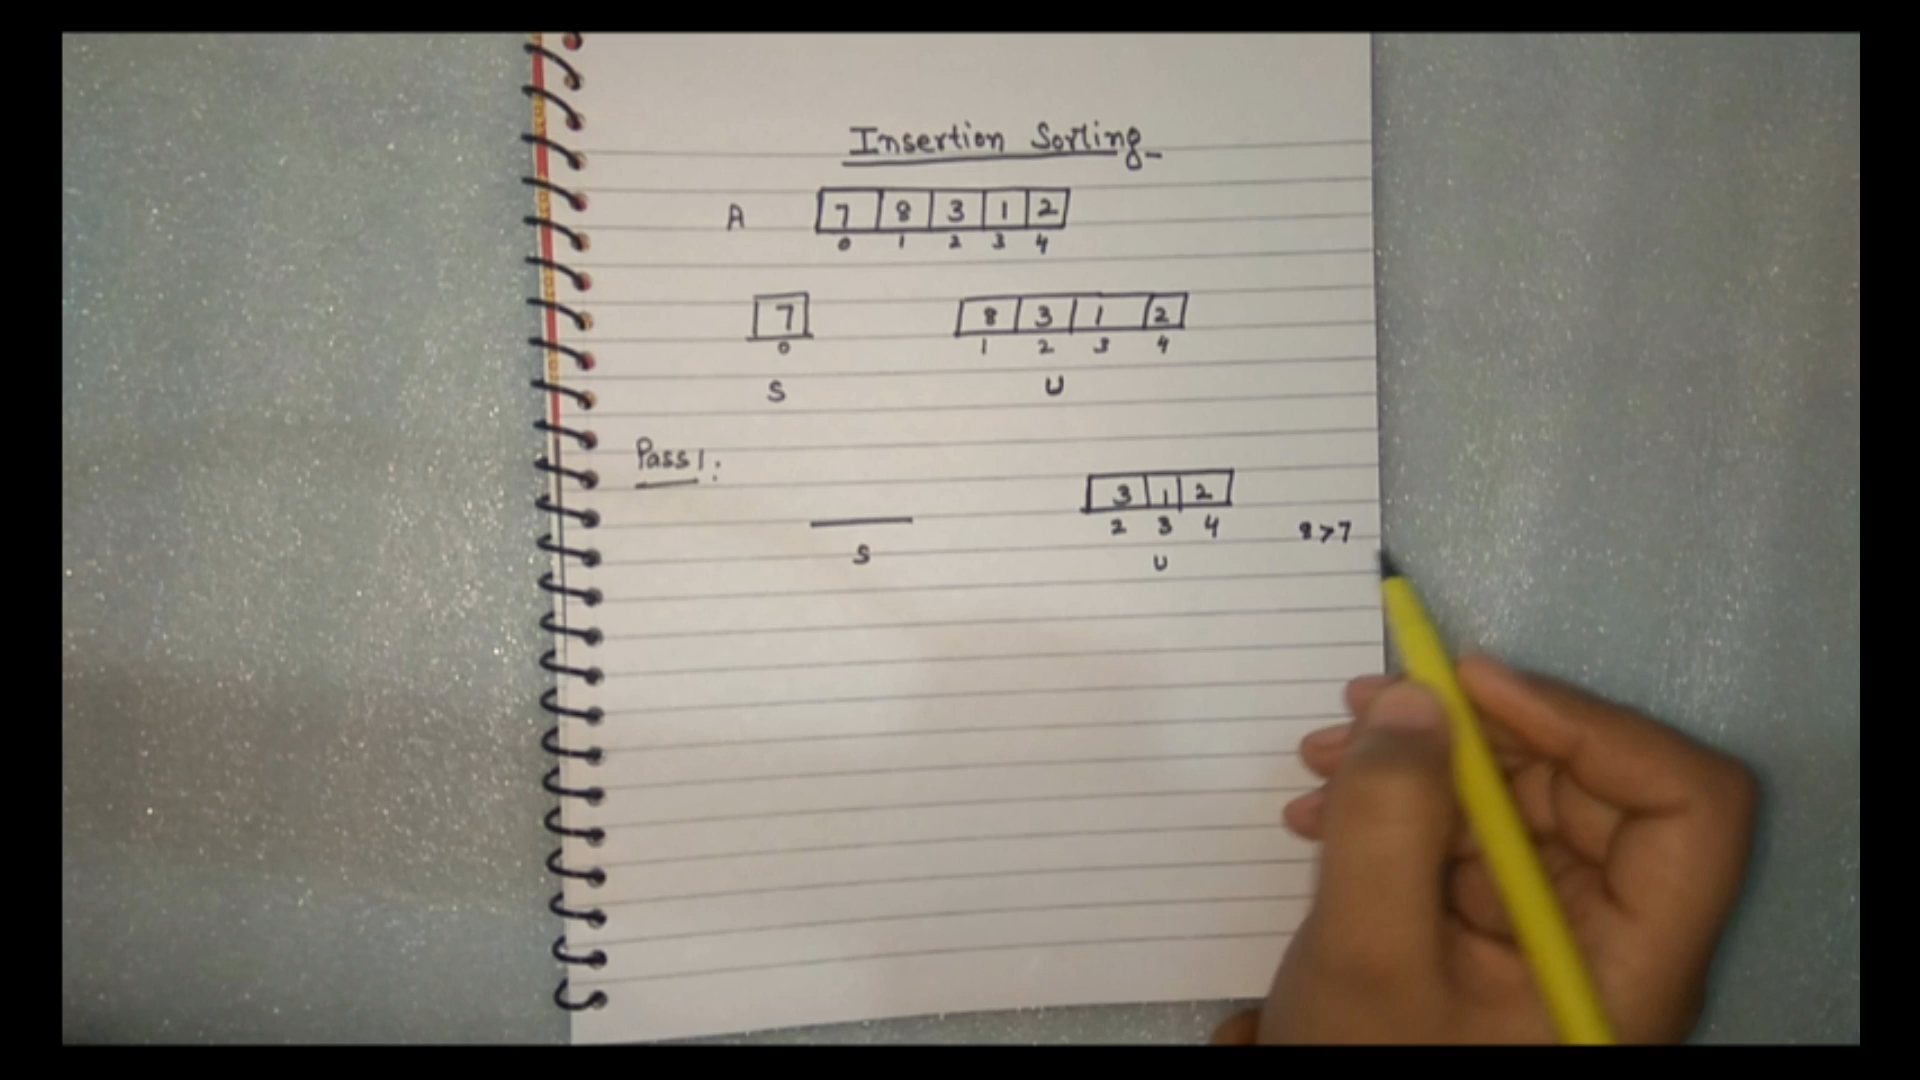 Insertion Sorting
A 7 8 3 1 2
0 1 2 3 4
7 8 3 1 2
0 1 2 3 4
S U
Pass 1:
3 1 2
2 3 4 8>7
S U